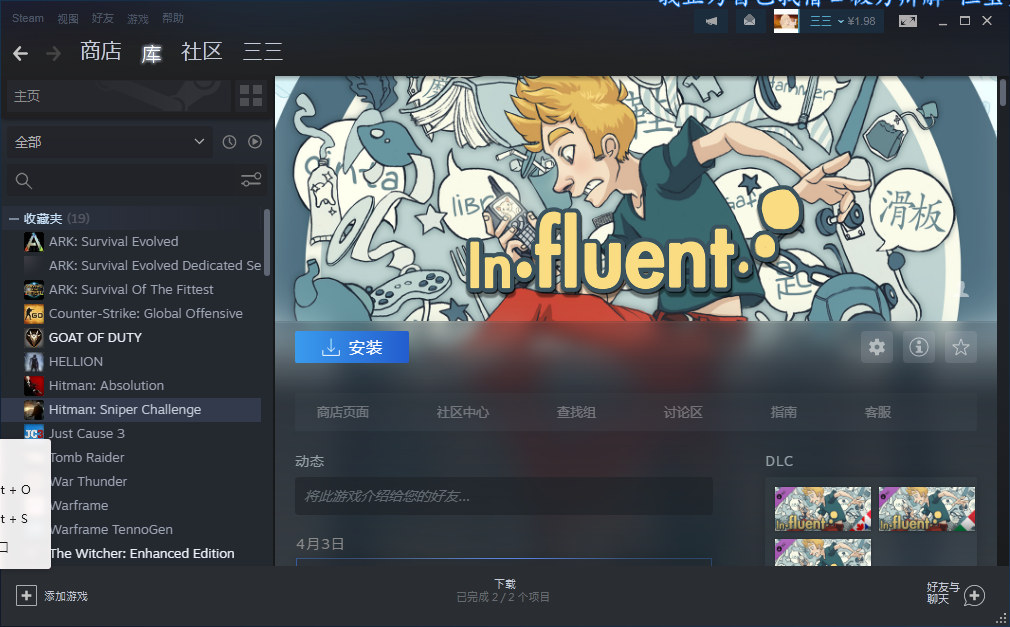 Steam 视图 好友 游戏 帮助
三三 ¥1.98
商店 库 社区 三三
主页
全部
收藏夹 (19)
ARK: Survival Evolved
ARK: Survival Evolved Dedicated Se
ARK: Survival Of The Fittest
Counter-Strike: Global Offensive
GOAT OF DUTY
HELLION
Hitman: Absolution
Hitman: Sniper Challenge
Just Cause 3
Tomb Raider
War Thunder
Warframe
Warframe TennoGen
The Witcher: Enhanced Edition
t + O
t + S
口
滑板
Influent
安装
商店页面 社区中心 查找组 讨论区 指南 客服
动态
将此游戏介绍给您的好友...
4月3日
DLC
添加游戏
下载
已完成 2 / 2 个项目
好友与
聊天